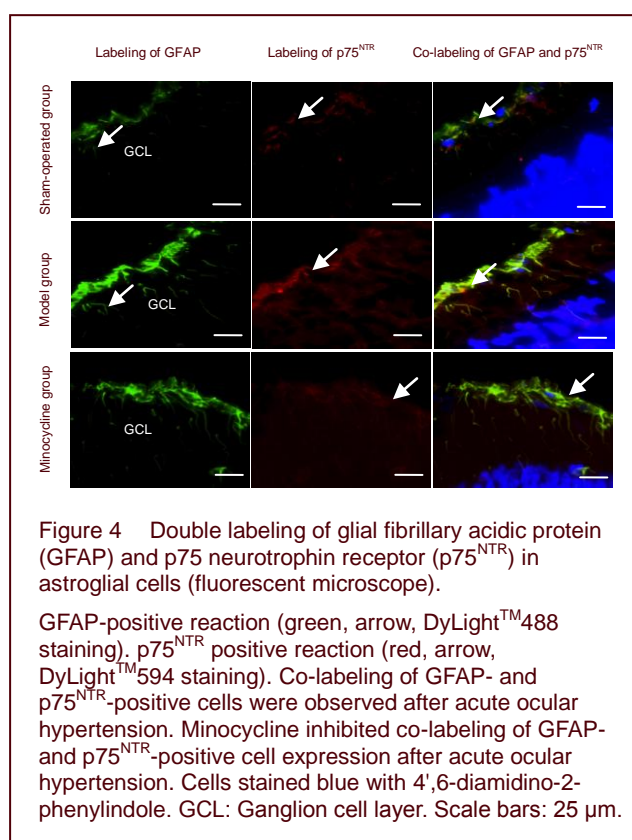 Labeling of GFAP Labeling of p75NTR Co-labeling of GFAP and p75NTR
Sham-operated group
GCL
Model group
GCL
Minocycline group
GCL
Figure 4 Double labeling of glial fibrillary acidic protein
(GFAP) and p75 neurotrophin receptor (p75NTR) in
astroglial cells (fluorescent microscope).
GFAP-positive reaction (green, arrow, DyLightTM488
staining). p75NTR positive reaction (red, arrow,
DyLightTM594 staining). Co-labeling of GFAP- and
p75NTR-positive cells were observed after acute ocular
hypertension. Minocycline inhibited co-labeling of GFAP-
and p75NTR-positive cell expression after acute ocular
hypertension. Cells stained blue with 4',6-diamidino-2-
phenylindole. GCL: Ganglion cell layer. Scale bars: 25 μm.